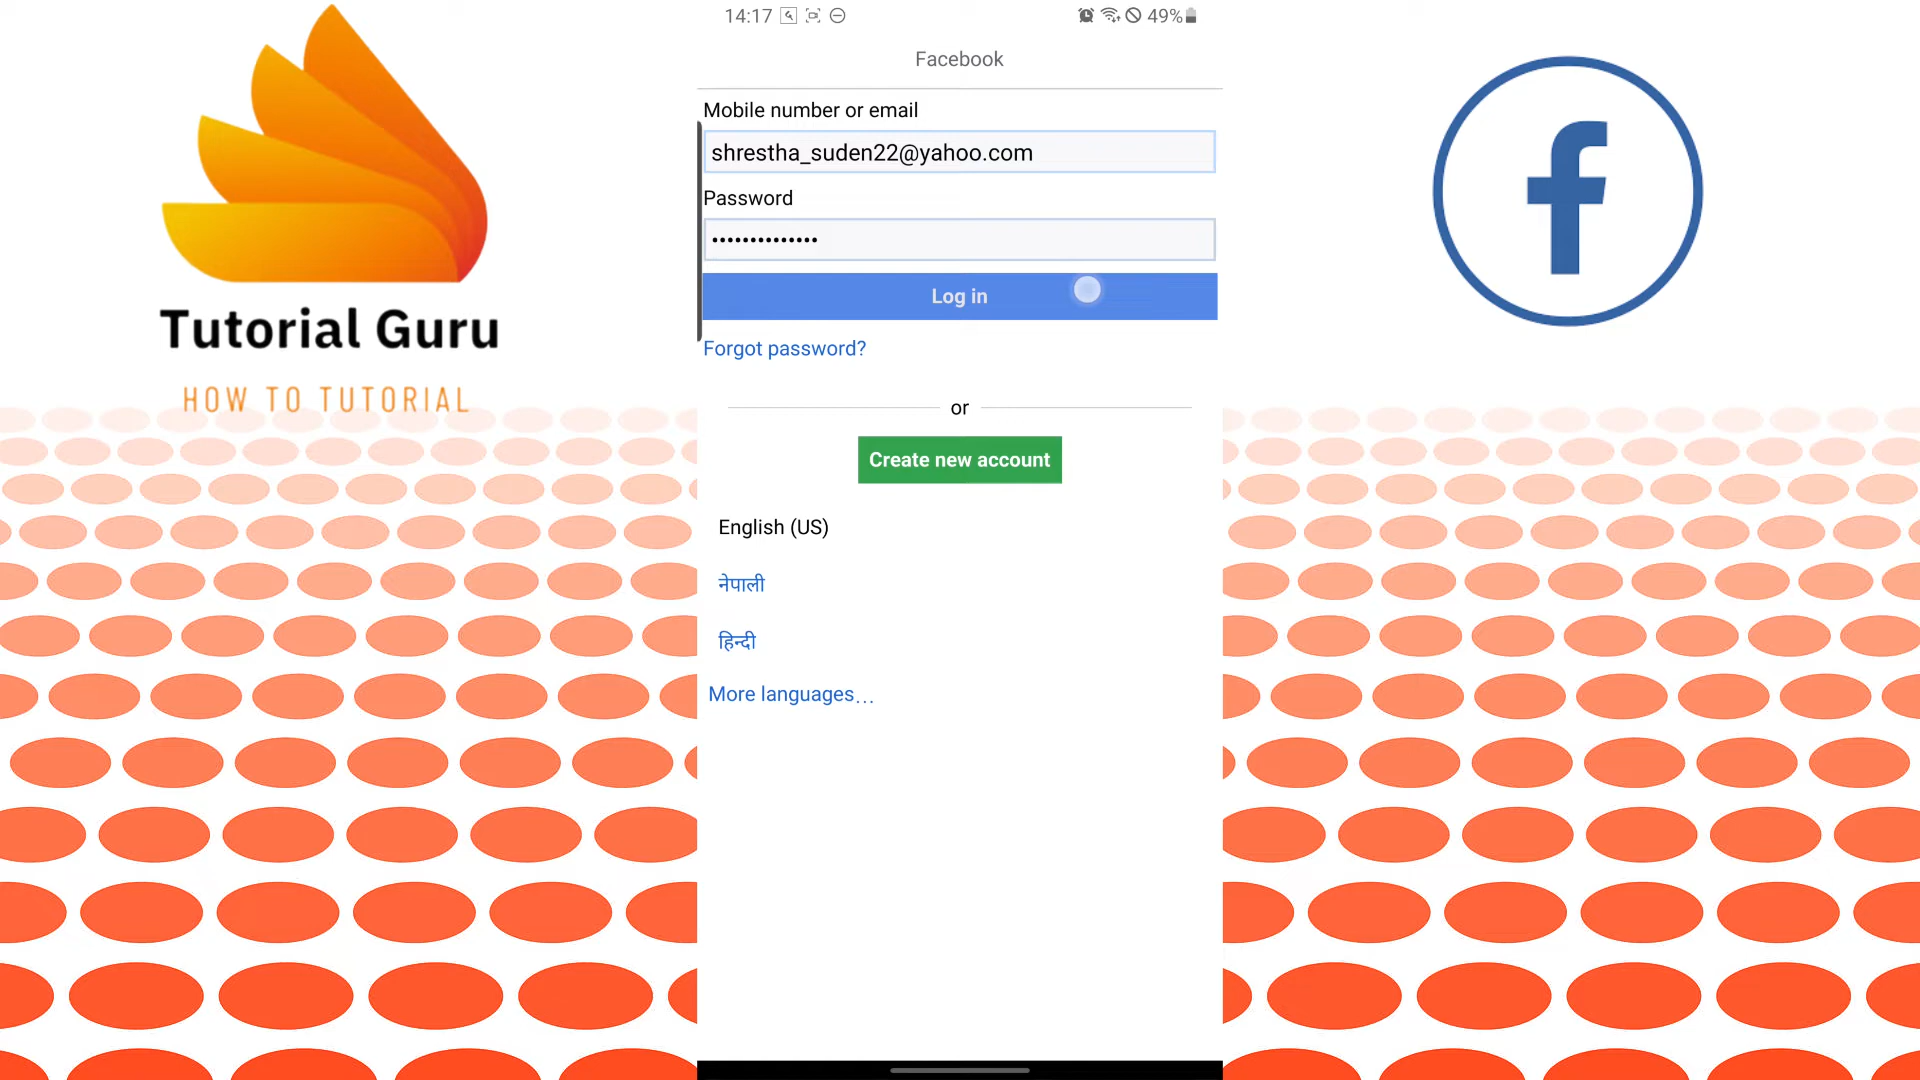 14:17
49%
Facebook
Mobile number or email
shrestha_suden22@yahoo.com
Password
••••••••••••••
Log in
Forgot password?
or
Create new account
English (US)
नेपाली
हिन्दी
More languages…
Tutorial Guru
HOW TO TUTORIAL
f